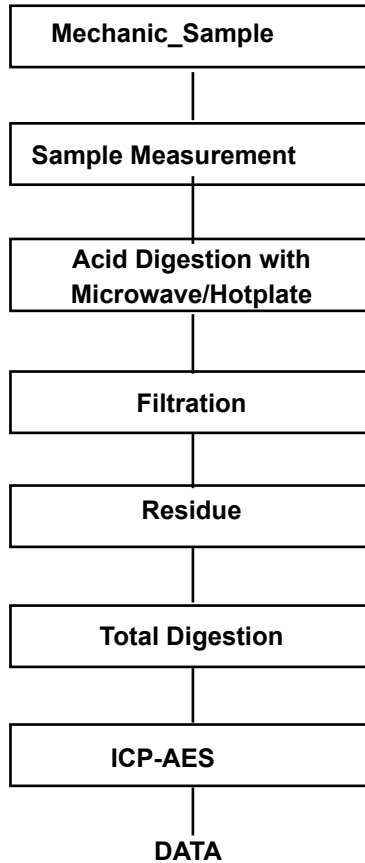 Mechanic_Sample
Sample Measurement
Acid Digestion with
Microwave/Hotplate
Filtration
Residue
Total Digestion
ICP-AES
DATA